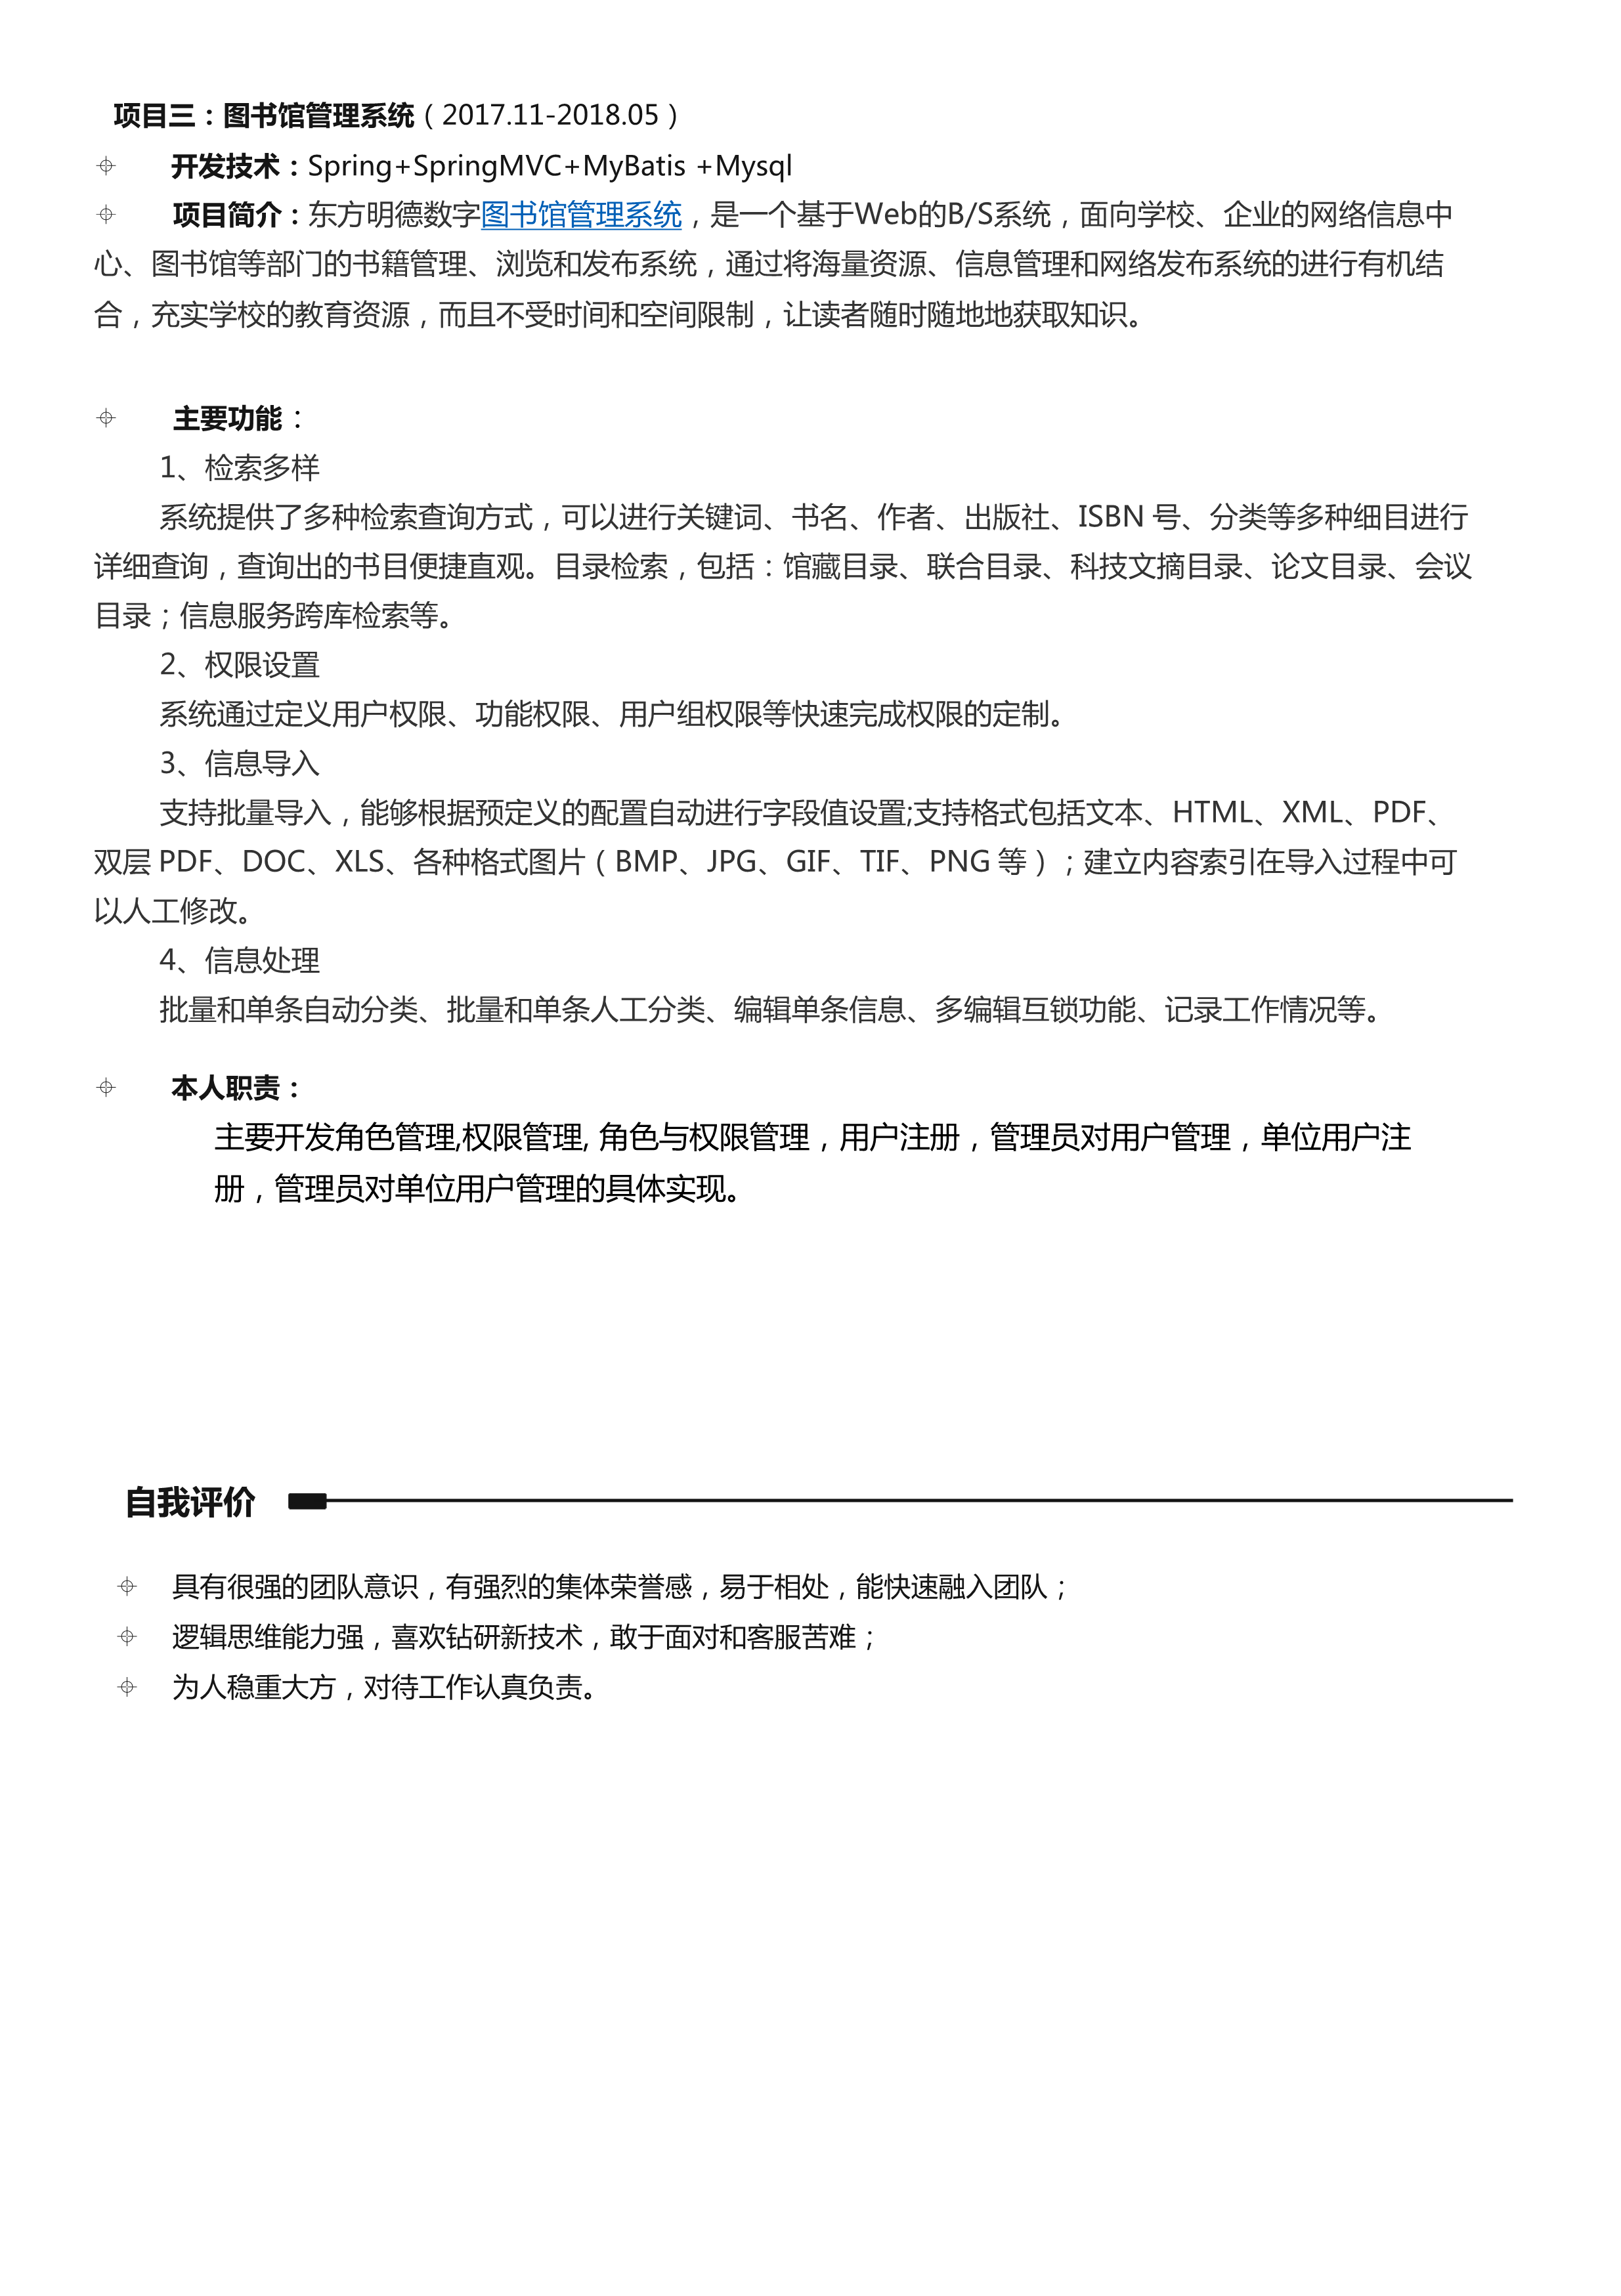 项目三：图书馆管理系统（2017.11-2018.05）
开发技术：Spring+SpringMVC+MyBatis +Mysql
项目简介：东方明德数字图书馆管理系统，是一个基于Web的B/S系统，面向学校、企业的网络信息中
心、图书馆等部门的书籍管理、浏览和发布系统，通过将海量资源、信息管理和网络发布系统的进行有机结
合，充实学校的教育资源，而且不受时间和空间限制，让读者随时随地地获取知识。
主要功能：
1、检索多样
系统提供了多种检索查询方式，可以进行关键词、书名、作者、出版社、ISBN 号、分类等多种细目进行
详细查询，查询出的书目便捷直观。目录检索，包括：馆藏目录、联合目录、科技文摘目录、论文目录、会议
目录；信息服务跨库检索等。
2、权限设置
系统通过定义用户权限、功能权限、用户组权限等快速完成权限的定制。
3、信息导入
支持批量导入，能够根据预定义的配置自动进行字段值设置;支持格式包括文本、HTML、XML、PDF、
双层 PDF、DOC、XLS、各种格式图片（BMP、JPG、GIF、TIF、PNG 等）；建立内容索引在导入过程中可
以人工修改。
4、信息处理
批量和单条自动分类、批量和单条人工分类、编辑单条信息、多编辑互锁功能、记录工作情况等。
本人职责：
主要开发角色管理,权限管理, 角色与权限管理，用户注册，管理员对用户管理，单位用户注
册，管理员对单位用户管理的具体实现。
自我评价
具有很强的团队意识，有强烈的集体荣誉感，易于相处，能快速融入团队；
逻辑思维能力强，喜欢钻研新技术，敢于面对和客服苦难；
为人稳重大方，对待工作认真负责。